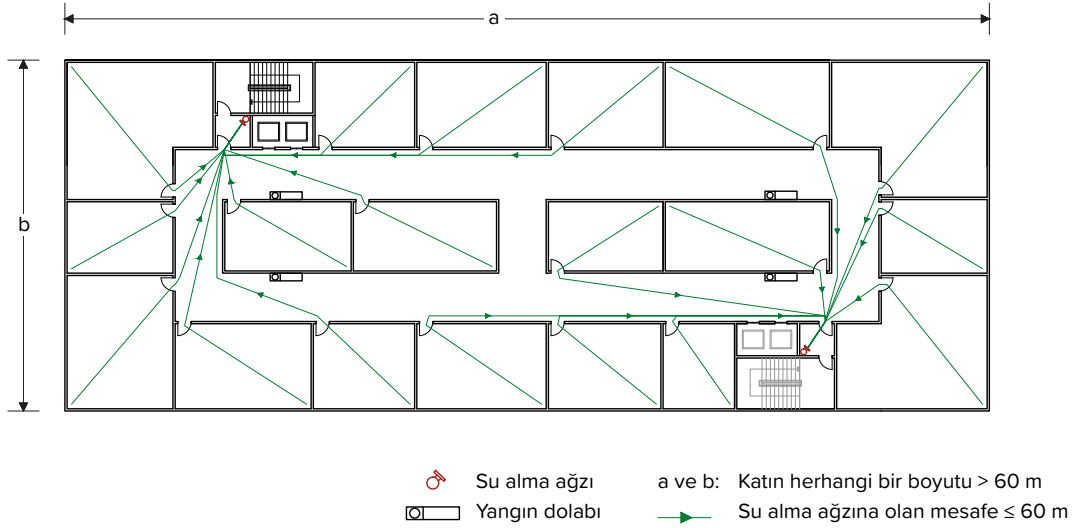 a
b
Su alma ağzı
a ve b: Katın herhangi bir boyutu > 60 m
Yangın dolabı
Su alma ağzına olan mesafe ≤ 60 m